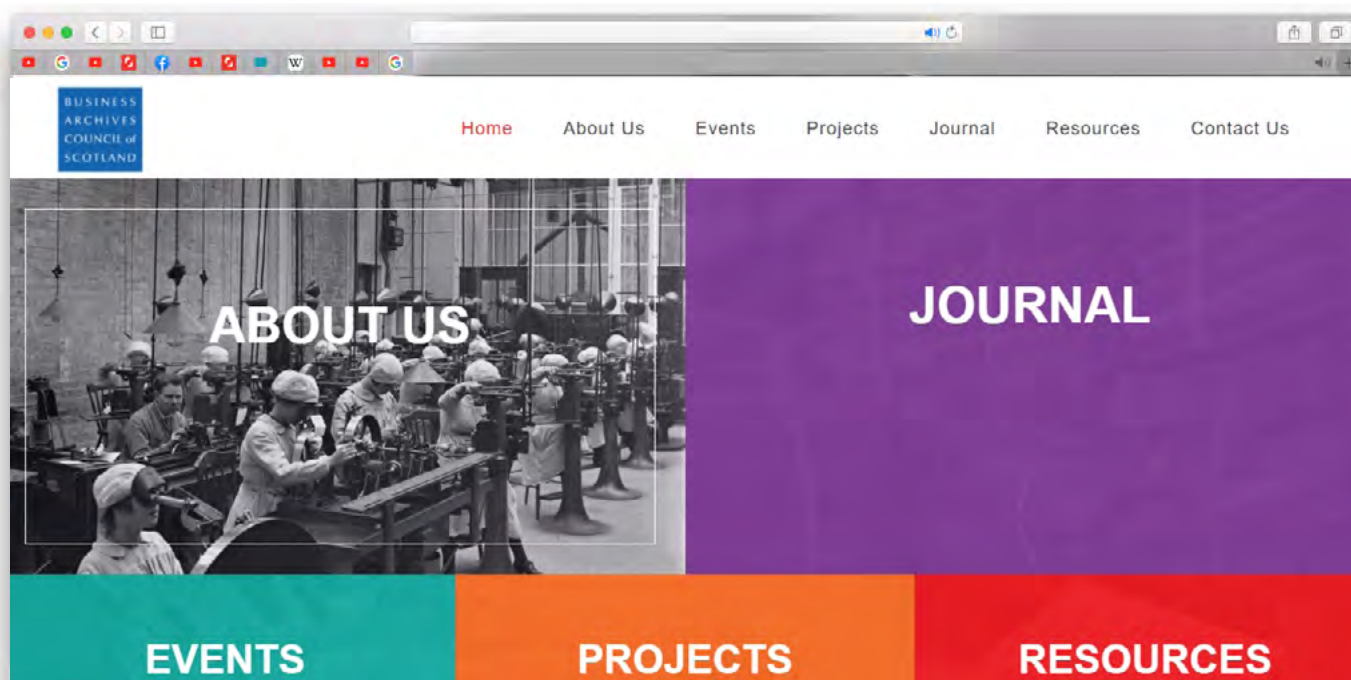 BUSINESS
ARCHIVES
COUNCIL of
SCOTLAND
Home About Us Events Projects Journal Resources Contact Us
ABOUT US
JOURNAL
EVENTS PROJECTS RESOURCES